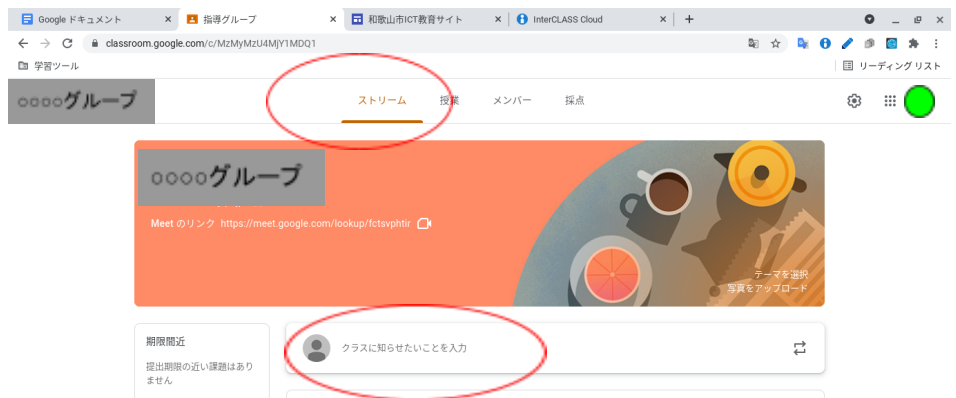 Google ドキュメント
指導グループ
和歌山市ICT教育サイト
InterCLASS Cloud
classroom.google.com/c/MzMyMzU4MjY1MDQ1
学習ツール
リーディング リスト
○○○○グループ
ストリーム 授業 メンバー 採点
○○○○グループ
Meet のリンク https://meet.google.com/lookup/fctsvphtir
テーマを選択
写真をアップロード
期限間近
提出期限の近い課題はあり
ません
クラスに知らせたいことを入力